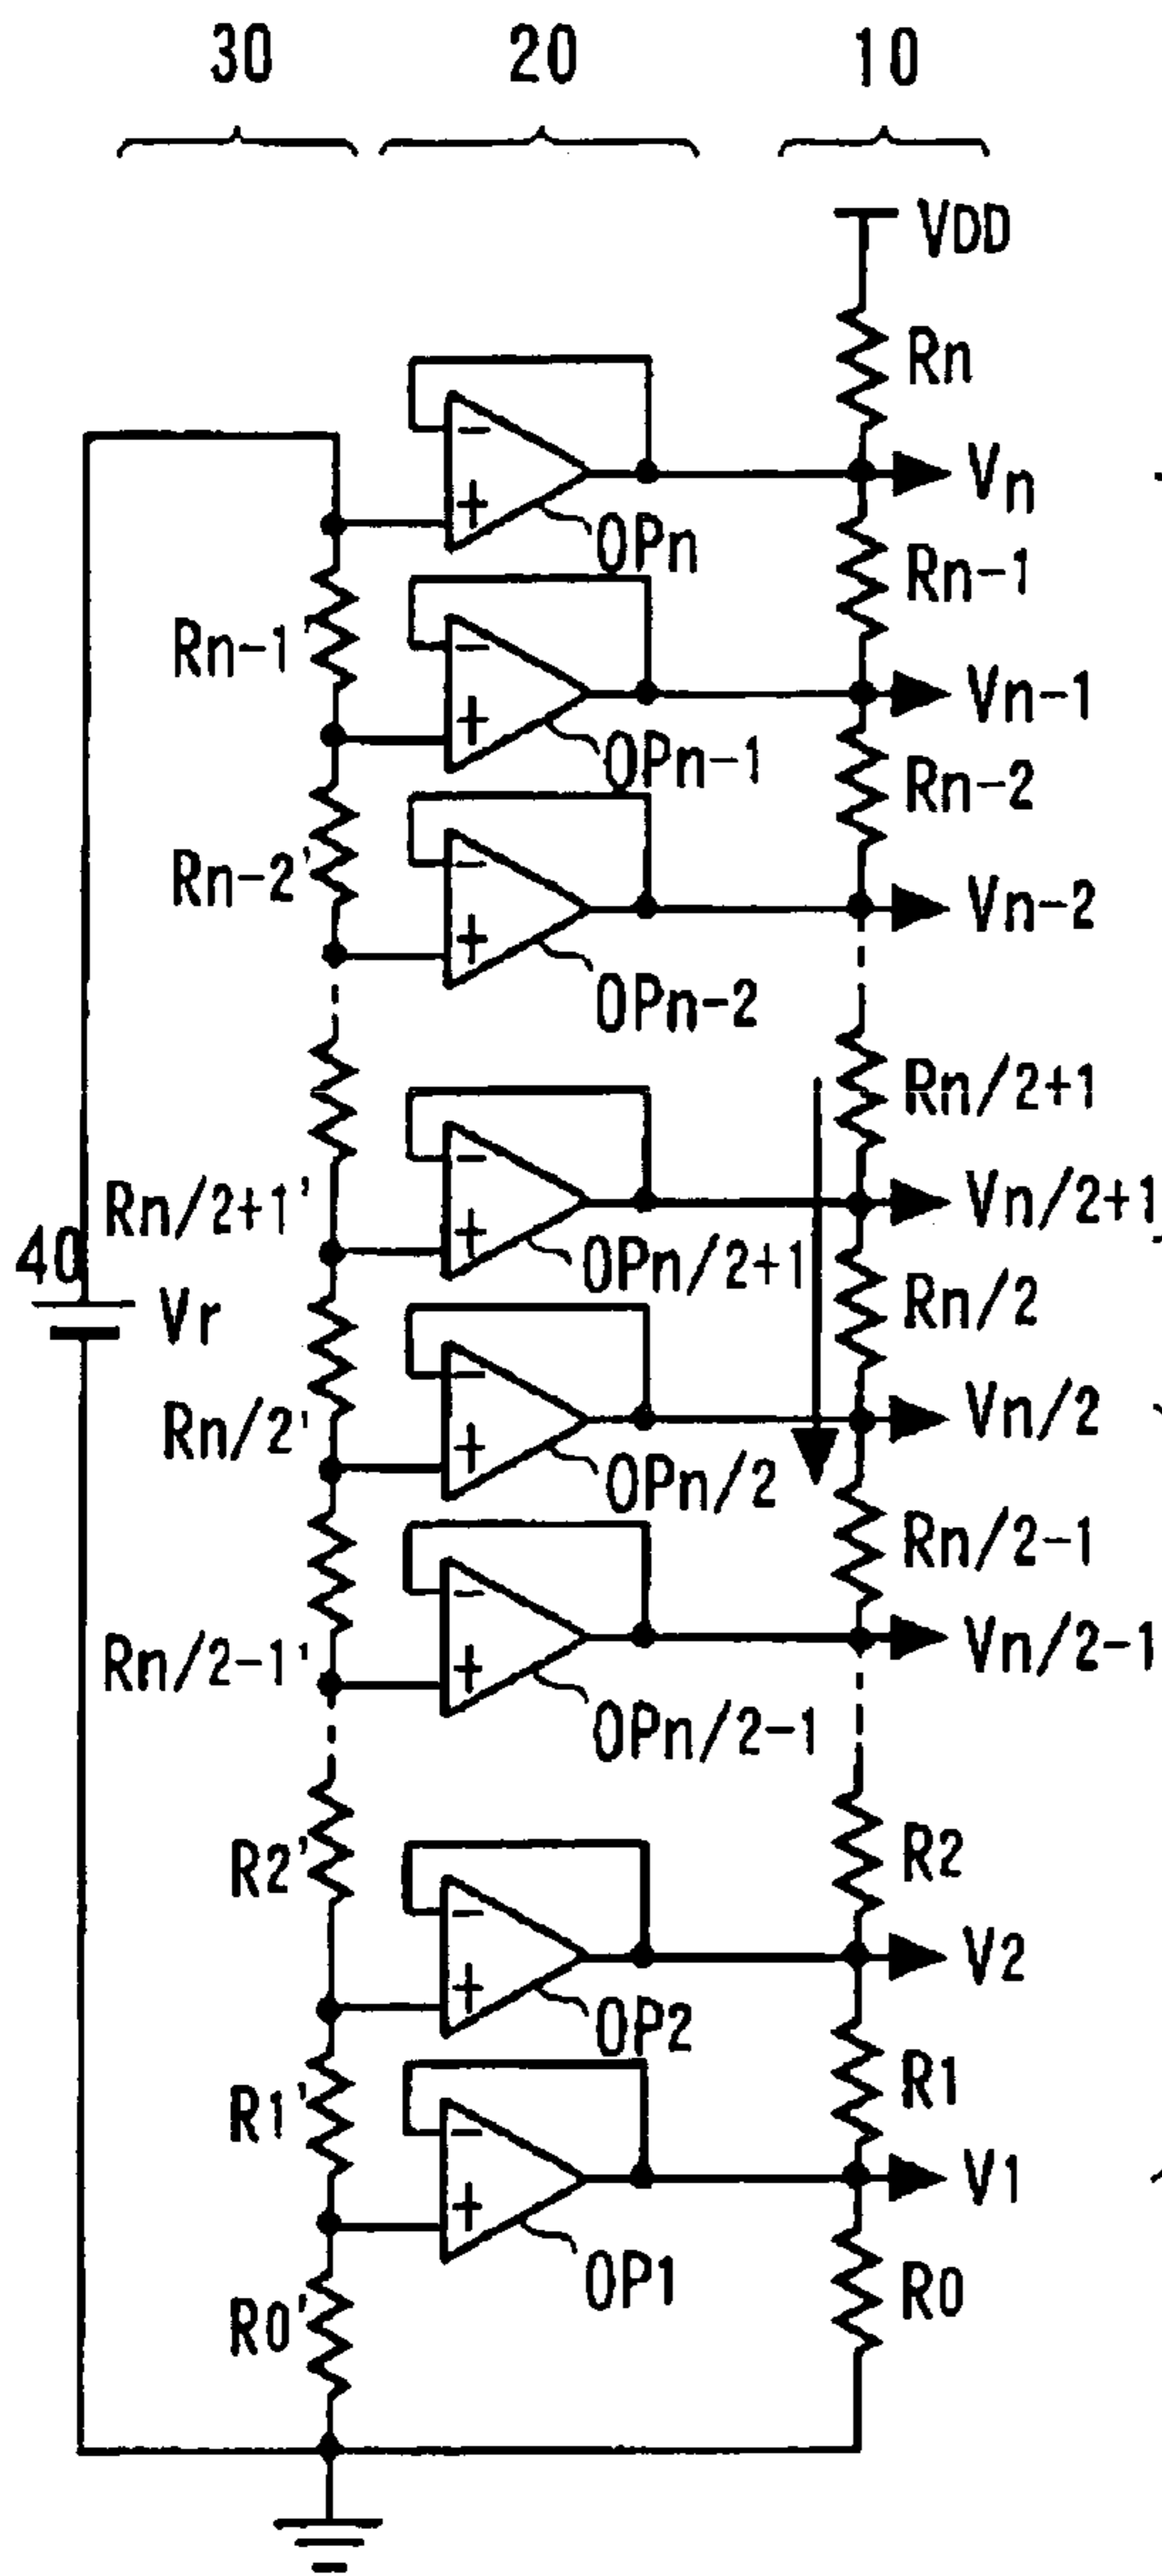 30 20 10
VDD
Rn
Vn
OPn
Rn-1
Rn-1'
Vn-1
OPn-1
Rn-2
Rn-2'
Vn-2
OPn-2
Rn/2+1
Rn/2+1'
Vn/2+1
OPn/2+1
40
Vr
Rn/2
Rn/2'
Vn/2
OPn/2
Rn/2-1
Rn/2-1'
Vn/2-1
OPn/2-1
R2'
R2
V2
OP2
R1'
R1
V1
OP1
R0'
R0